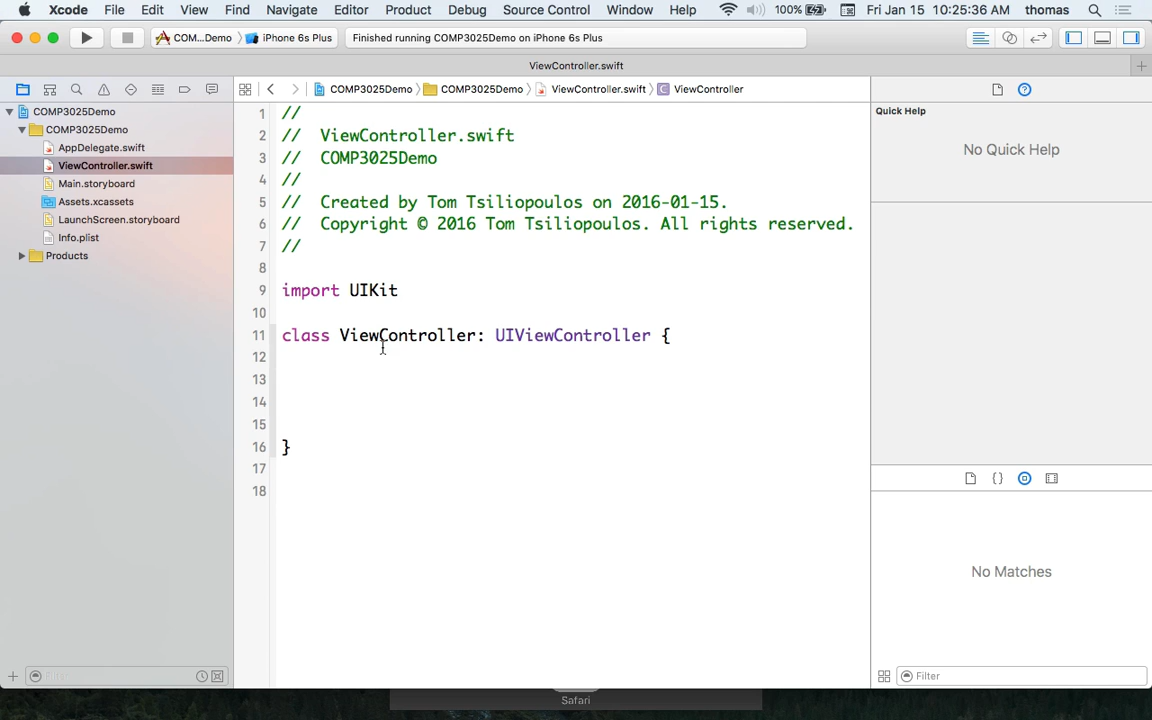 Xcode File Edit View Find Navigate Editor Product Debug Source Control Window Help 100% Fri Jan 15 10:25:36 AM thomas
COM...Demo iPhone 6s Plus Finished running COMP3025Demo on iPhone 6s Plus
ViewController.swift
COMP3025Demo COMP3025Demo ViewController.swift ViewController
COMP3025Demo
COMP3025Demo
AppDelegate.swift
ViewController.swift
Main.storyboard
Assets.xcassets
LaunchScreen.storyboard
Info.plist
Products
Filter
1 //
2 // ViewController.swift
3 // COMP3025Demo
4 //
5 // Created by Tom Tsiliopoulos on 2016-01-15.
6 // Copyright © 2016 Tom Tsiliopoulos. All rights reserved.
7 //
8
9 import UIKit
10
11 class ViewController: UIViewController {
12
13
14
15
16 }
17
18
Quick Help
No Quick Help
No Matches
Filter
Safari